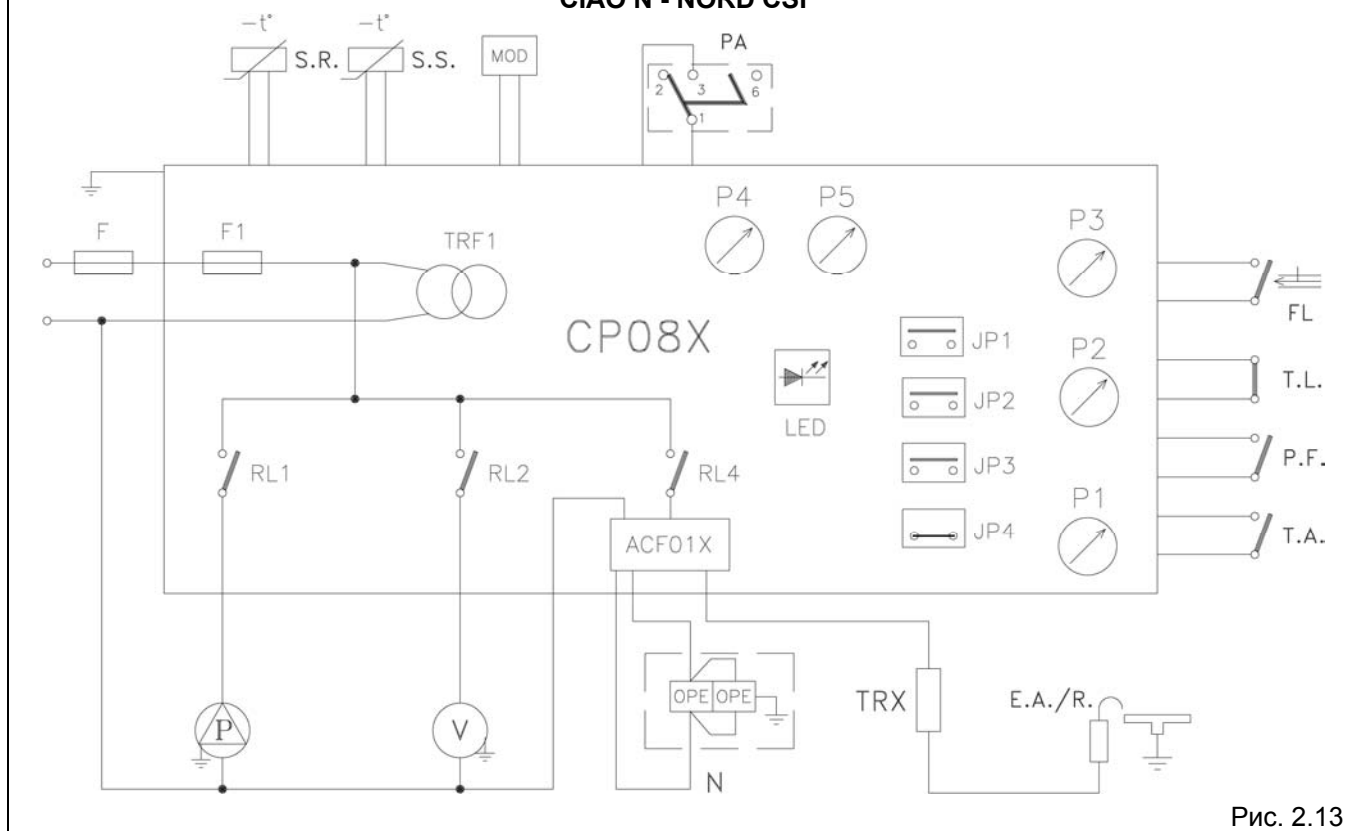 CIAO N - NORD CSI
-t° -t°
S.R. S.S. MOD PA
2 3 6
1
F F1 TRF1 P4 P5 P3
FL
CP08X
JP1
P2
T.L.
LED
JP2
RL1 RL2 RL4
JP3
P.F.
P1
ACF01X
JP4
T.A.
OPE OPE
TRX
E.A./R.
P V
N
Рис. 2.13